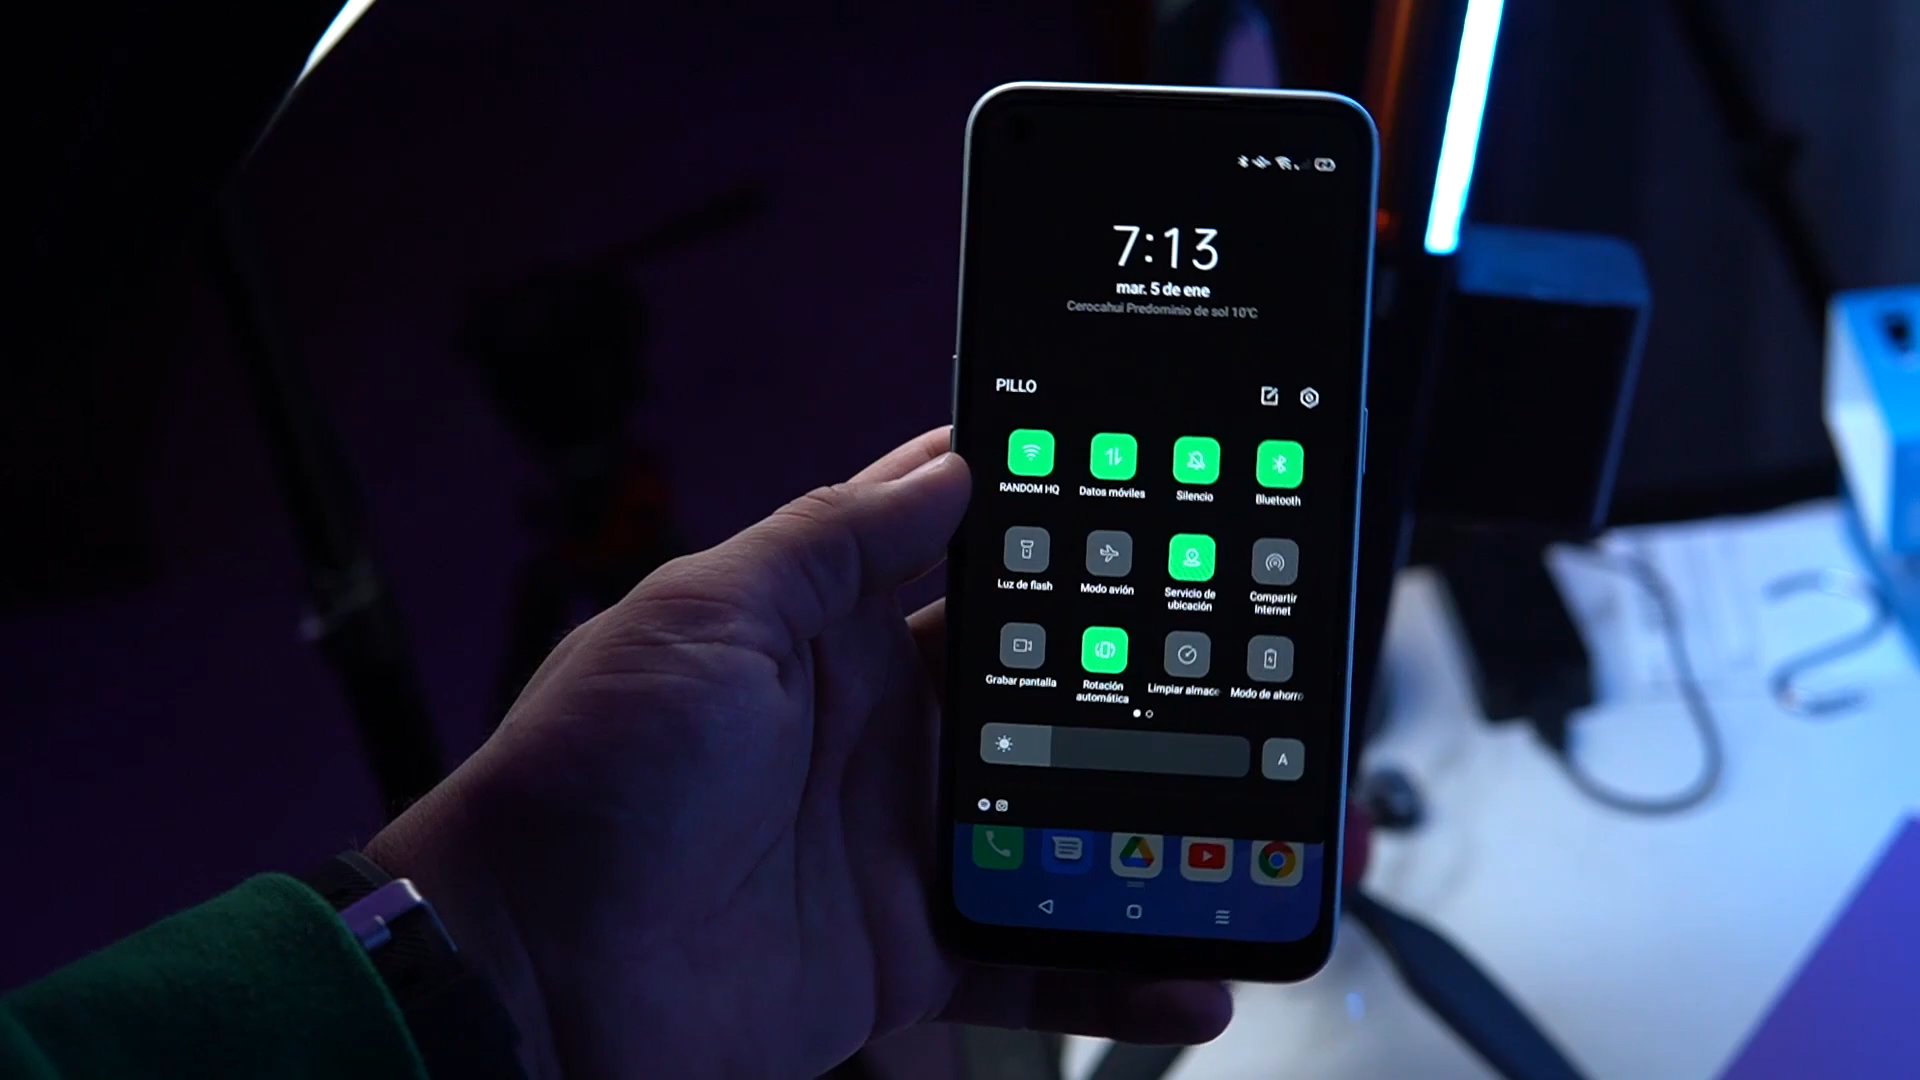 7:13
mar. 5 de ene
Cerocahui Predominio de sol 10°C
PILLO
RANDOM HQ
Datos móviles
Silencio
Bluetooth
Luz de flash
Modo avión
Servicio de
ubicación
Compartir
Internet
Grabar pantalla
Rotación
automática
Limpiar almace
Modo de ahorr
A